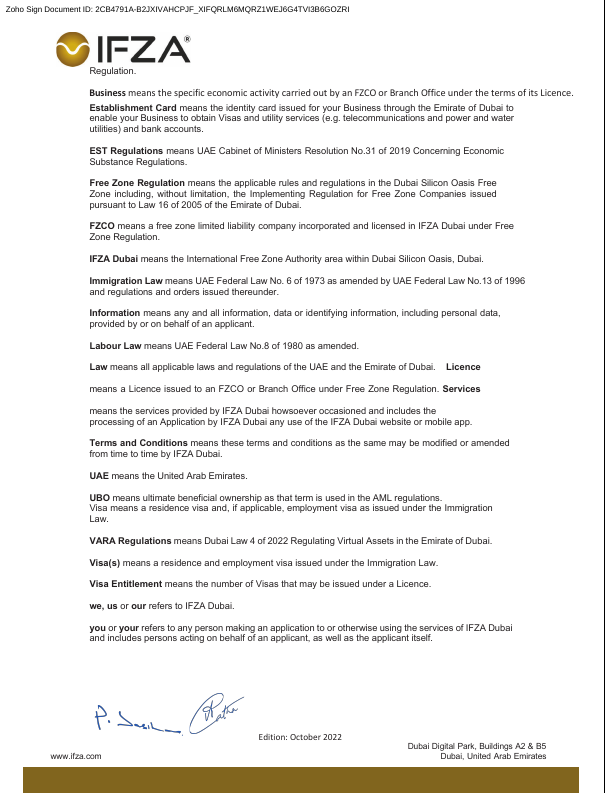 Zoho Sign Document ID: 2CB4791A-B2JXIVAHCPJF_XIFQRLM6MQRZ1WEJ6G4TVI3B6GOZRI
IFZA®
Regulation.
Business means the specific economic activity carried out by an FZCO or Branch Office under the terms of its Licence.
Establishment Card means the identity card issued for your Business through the Emirate of Dubai to
enable your Business to obtain Visas and utility services (e.g. telecommunications and power and water
utilities) and bank accounts.
EST Regulations means UAE Cabinet of Ministers Resolution No.31 of 2019 Concerning Economic
Substance Regulations.
Free Zone Regulation means the applicable rules and regulations in the Dubai Silicon Oasis Free
Zone including, without limitation, the Implementing Regulation for Free Zone Companies issued
pursuant to Law 16 of 2005 of the Emirate of Dubai.
FZCO means a free zone limited liability company incorporated and licensed in IFZA Dubai under Free
Zone Regulation.
IFZA Dubai means the International Free Zone Authority area within Dubai Silicon Oasis, Dubai.
Immigration Law means UAE Federal Law No. 6 of 1973 as amended by UAE Federal Law No.13 of 1996
and regulations and orders issued thereunder.
Information means any and all information, data or identifying information, including personal data,
provided by or on behalf of an applicant.
Labour Law means UAE Federal Law No.8 of 1980 as amended.
Law means all applicable laws and regulations of the UAE and the Emirate of Dubai. Licence
means a Licence issued to an FZCO or Branch Office under Free Zone Regulation. Services
means the services provided by IFZA Dubai howsoever occasioned and includes the
processing of an Application by IFZA Dubai any use of the IFZA Dubai website or mobile app.
Terms and Conditions means these terms and conditions as the same may be modified or amended
from time to time by IFZA Dubai.
UAE means the United Arab Emirates.
UBO means ultimate beneficial ownership as that term is used in the AML regulations.
Visa means a residence visa and, if applicable, employment visa as issued under the Immigration
Law.
VARA Regulations means Dubai Law 4 of 2022 Regulating Virtual Assets in the Emirate of Dubai.
Visa(s) means a residence and employment visa issued under the Immigration Law.
Visa Entitlement means the number of Visas that may be issued under a Licence.
we, us or our refers to IFZA Dubai.
you or your refers to any person making an application to or otherwise using the services of IFZA Dubai
and includes persons acting on behalf of an applicant, as well as the applicant itself.
Edition: October 2022
Dubai Digital Park, Buildings A2 & B5
www.ifza.com
Dubai, United Arab Emirates